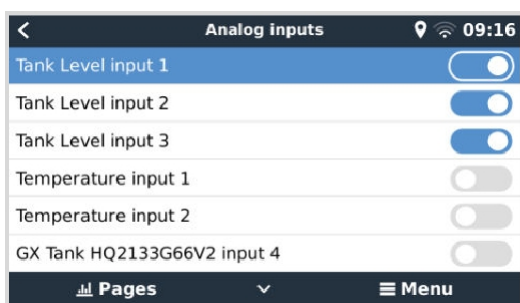 Analog inputs 09:16
Tank Level input 1
Tank Level input 2
Tank Level input 3
Temperature input 1
Temperature input 2
GX Tank HQ2133G66V2 input 4
Pages Menu